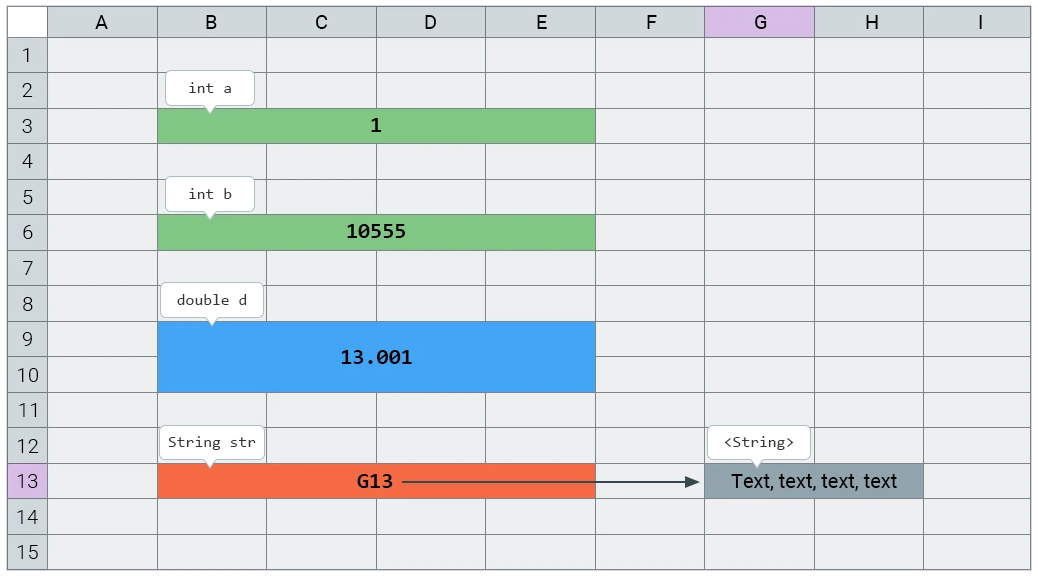 A B C D E F G H I
1
2
int a
3 1
4
5
int b
6 10555
7
8
double d
9
13.001
10
11
12
String str <String>
13 G13 Text, text, text, text
14
15